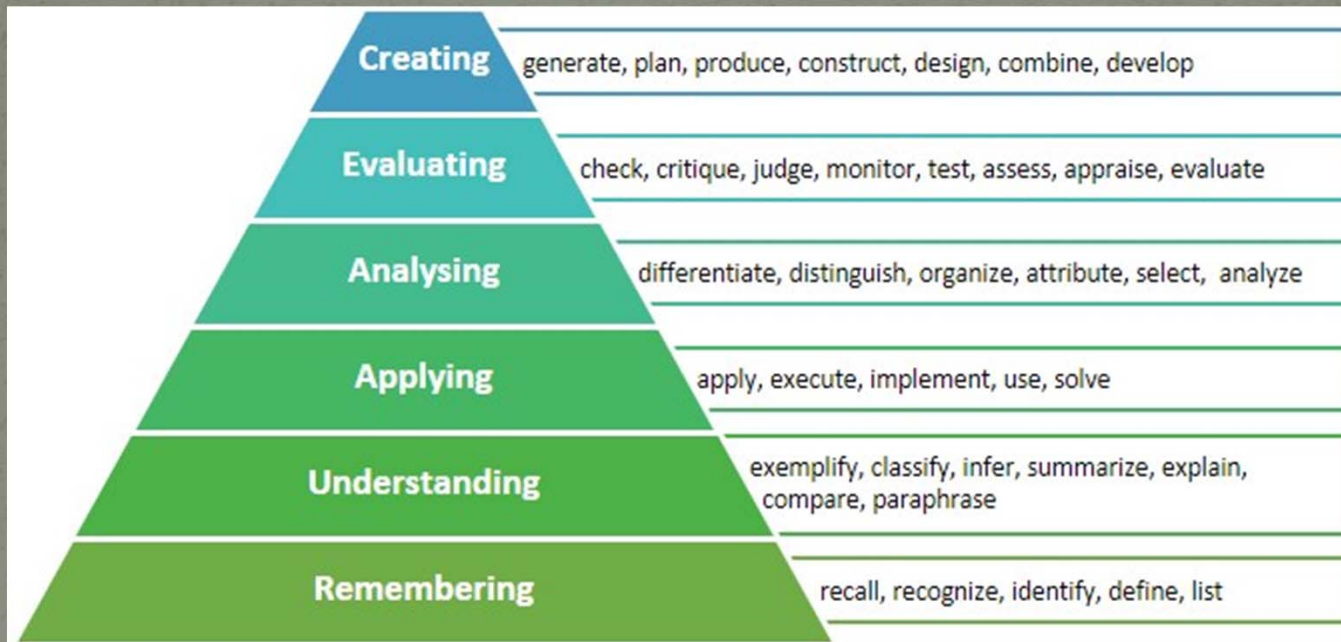 Creating
generate, plan, produce, construct, design, combine, develop
Evaluating
check, critique, judge, monitor, test, assess, appraise, evaluate
Analysing
differentiate, distinguish, organize, attribute, select, analyze
Applying
apply, execute, implement, use, solve
Understanding
exemplify, classify, infer, summarize, explain,
compare, paraphrase
Remembering
recall, recognize, identify, define, list